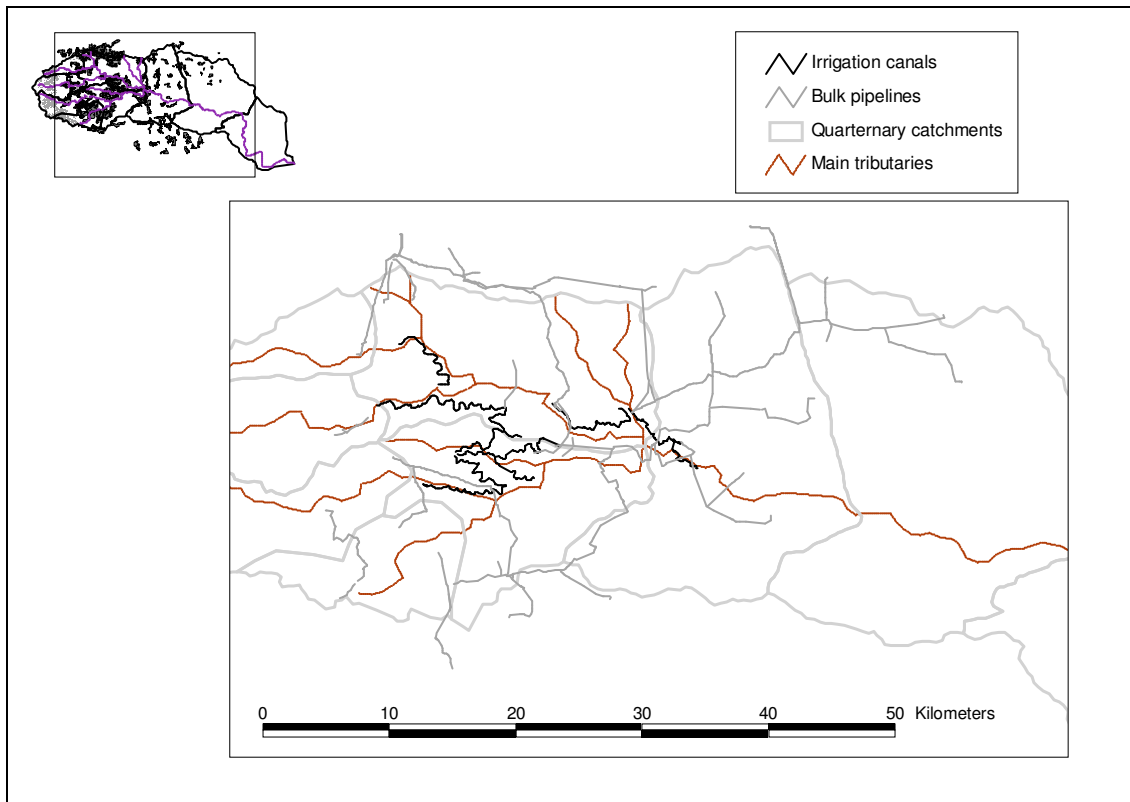 Irrigation canals
Bulk pipelines
Quarternary catchments
Main tributaries
0 10 20 30 40 50 Kilometers